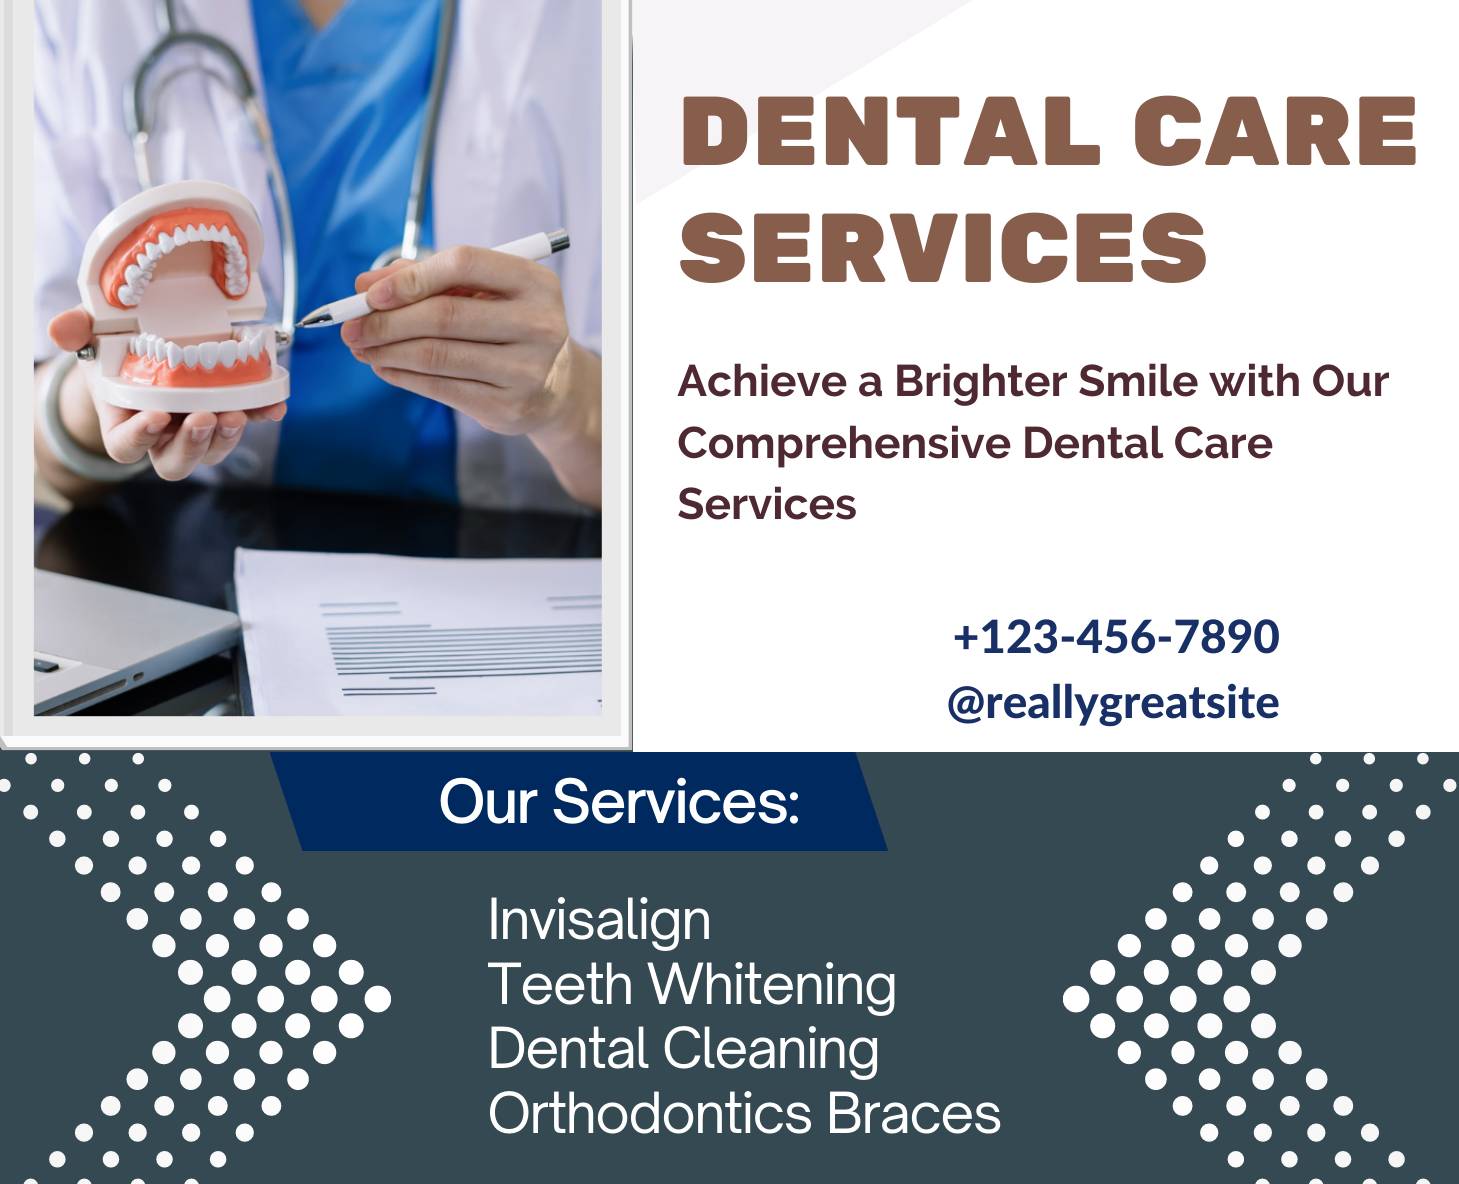 DENTAL CARE
SERVICES
Achieve a Brighter Smile with Our
Comprehensive Dental Care
Services
+123-456-7890
@reallygreatsite
Our Services:
Invisalign
Teeth Whitening
Dental Cleaning
Orthodontics Braces